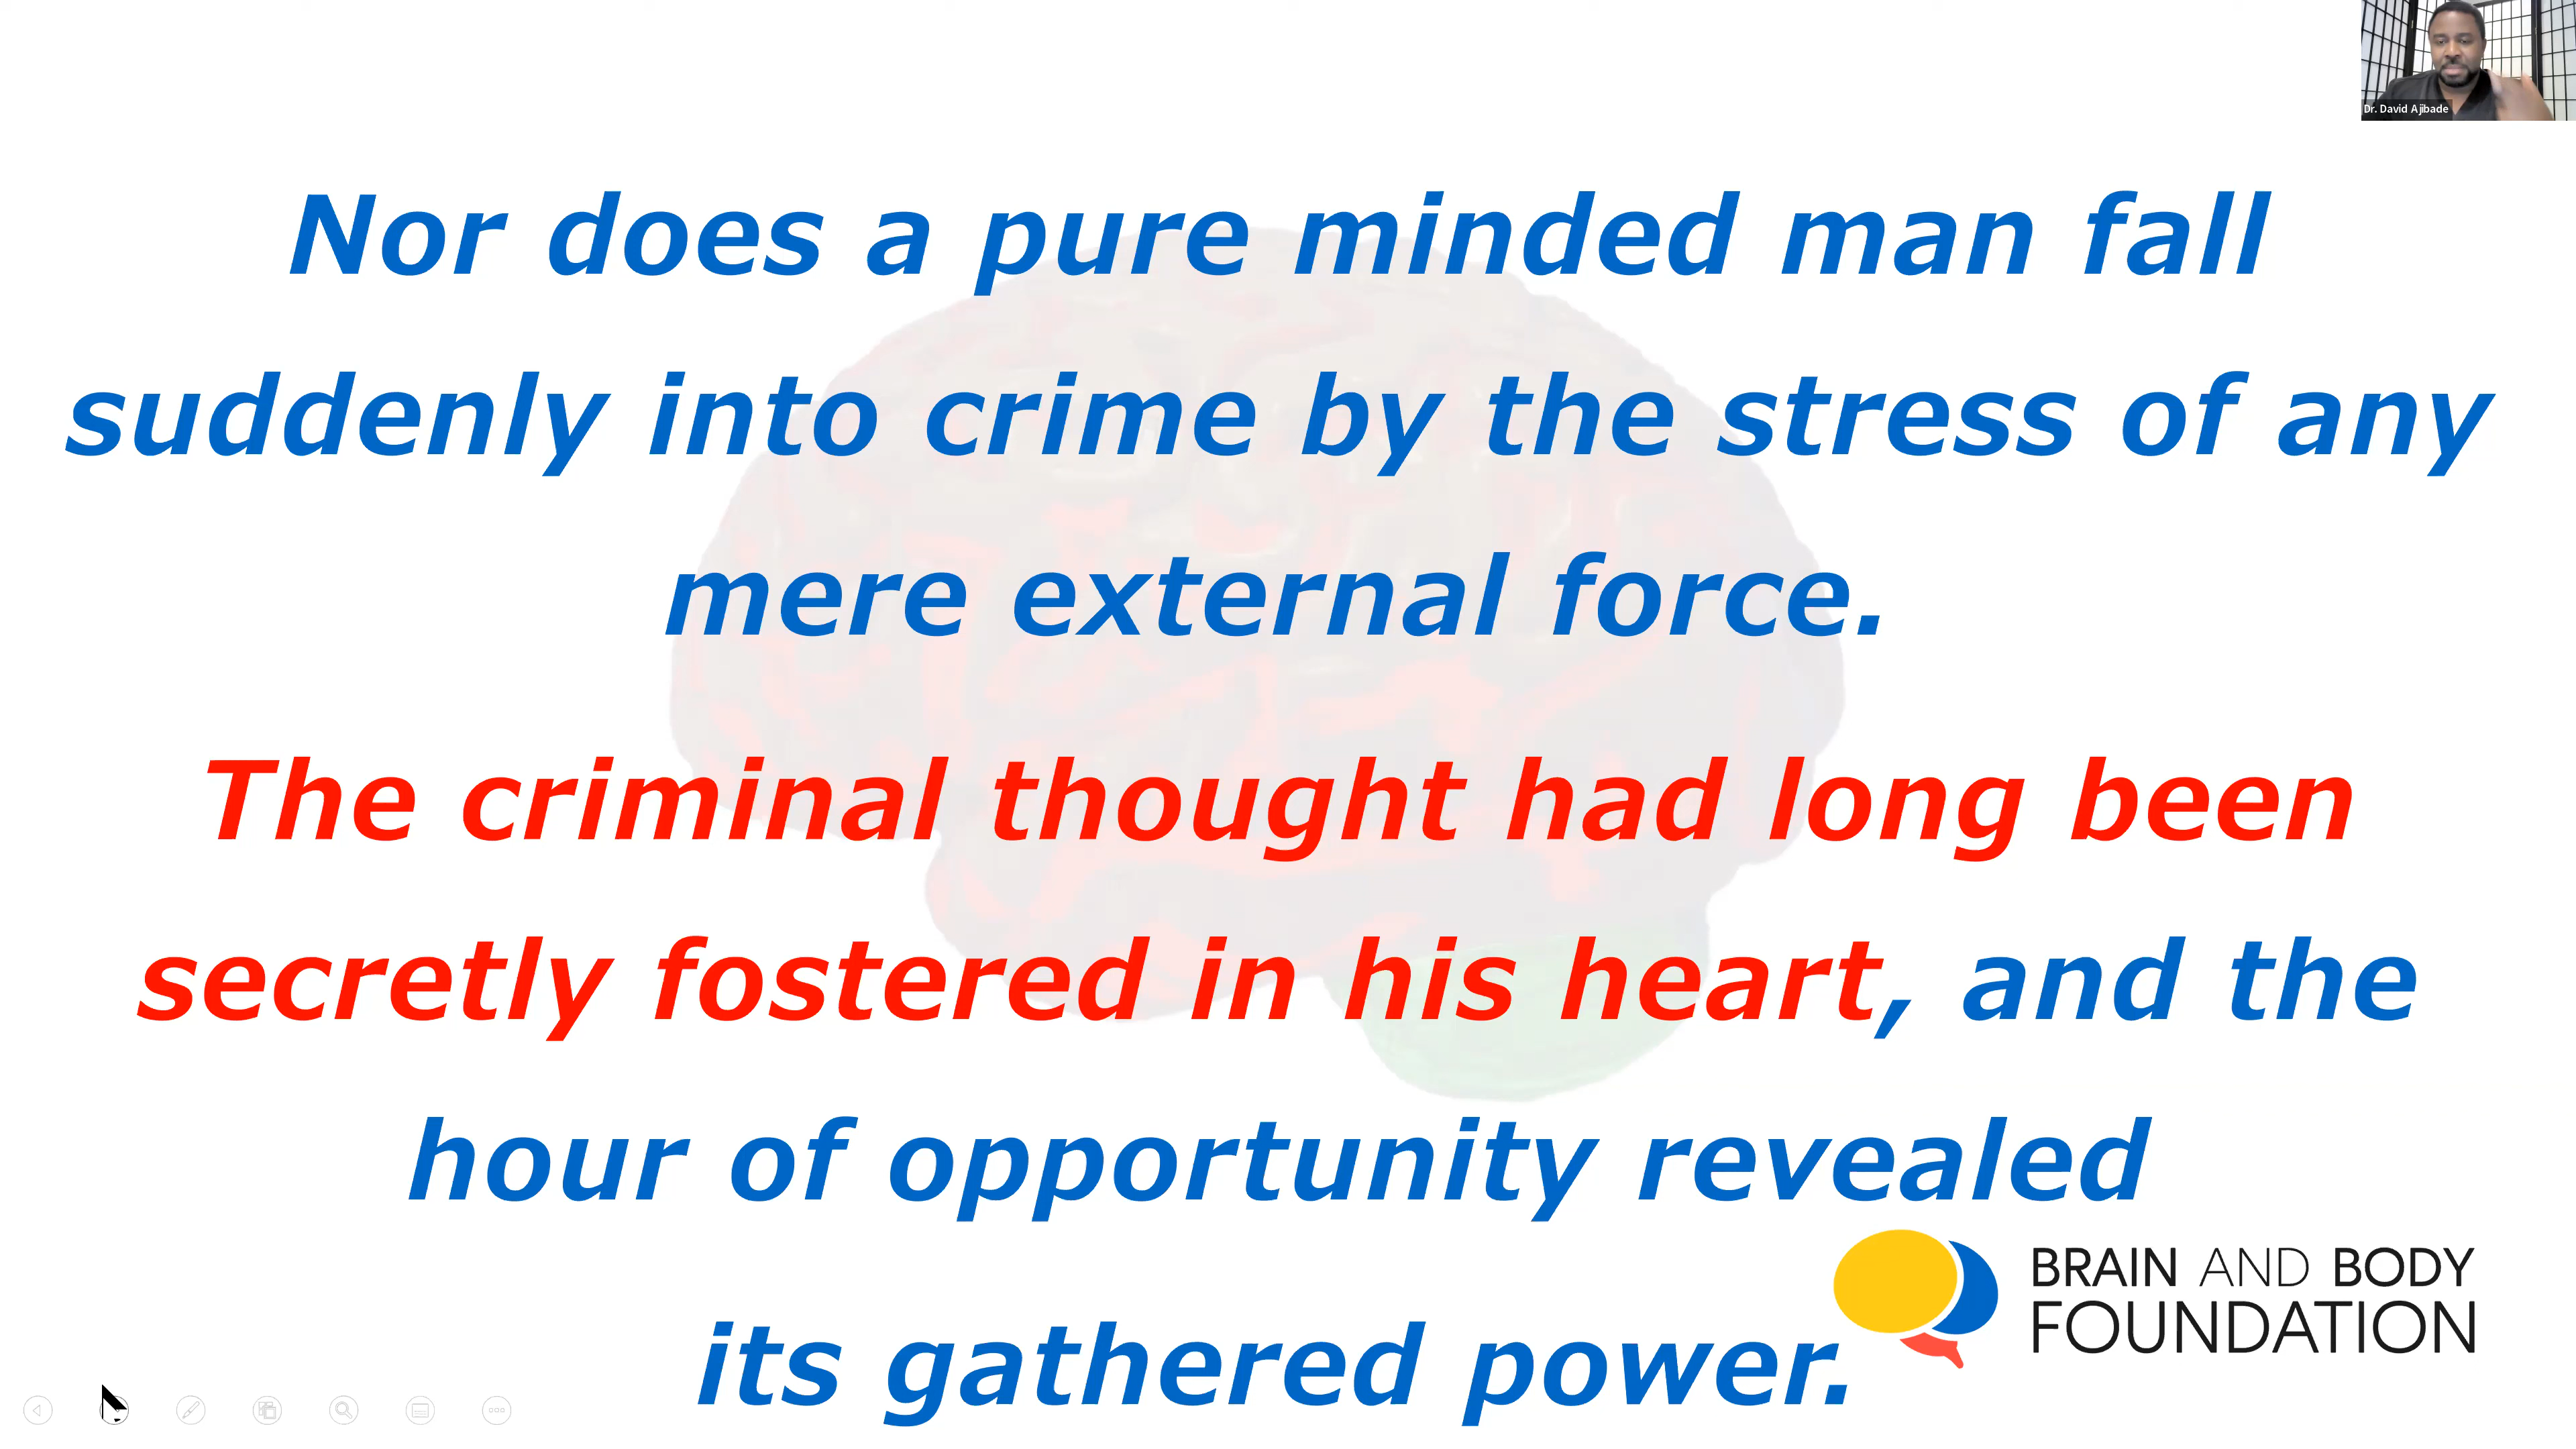 Dr. David Ajibade
Nor does a pure minded man fall
suddenly into crime by the stress of any
mere external force.
The criminal thought had long been
secretly fostered in his heart, and the
hour of opportunity revealed
its gathered power.
BRAIN AND BODY
FOUNDATION